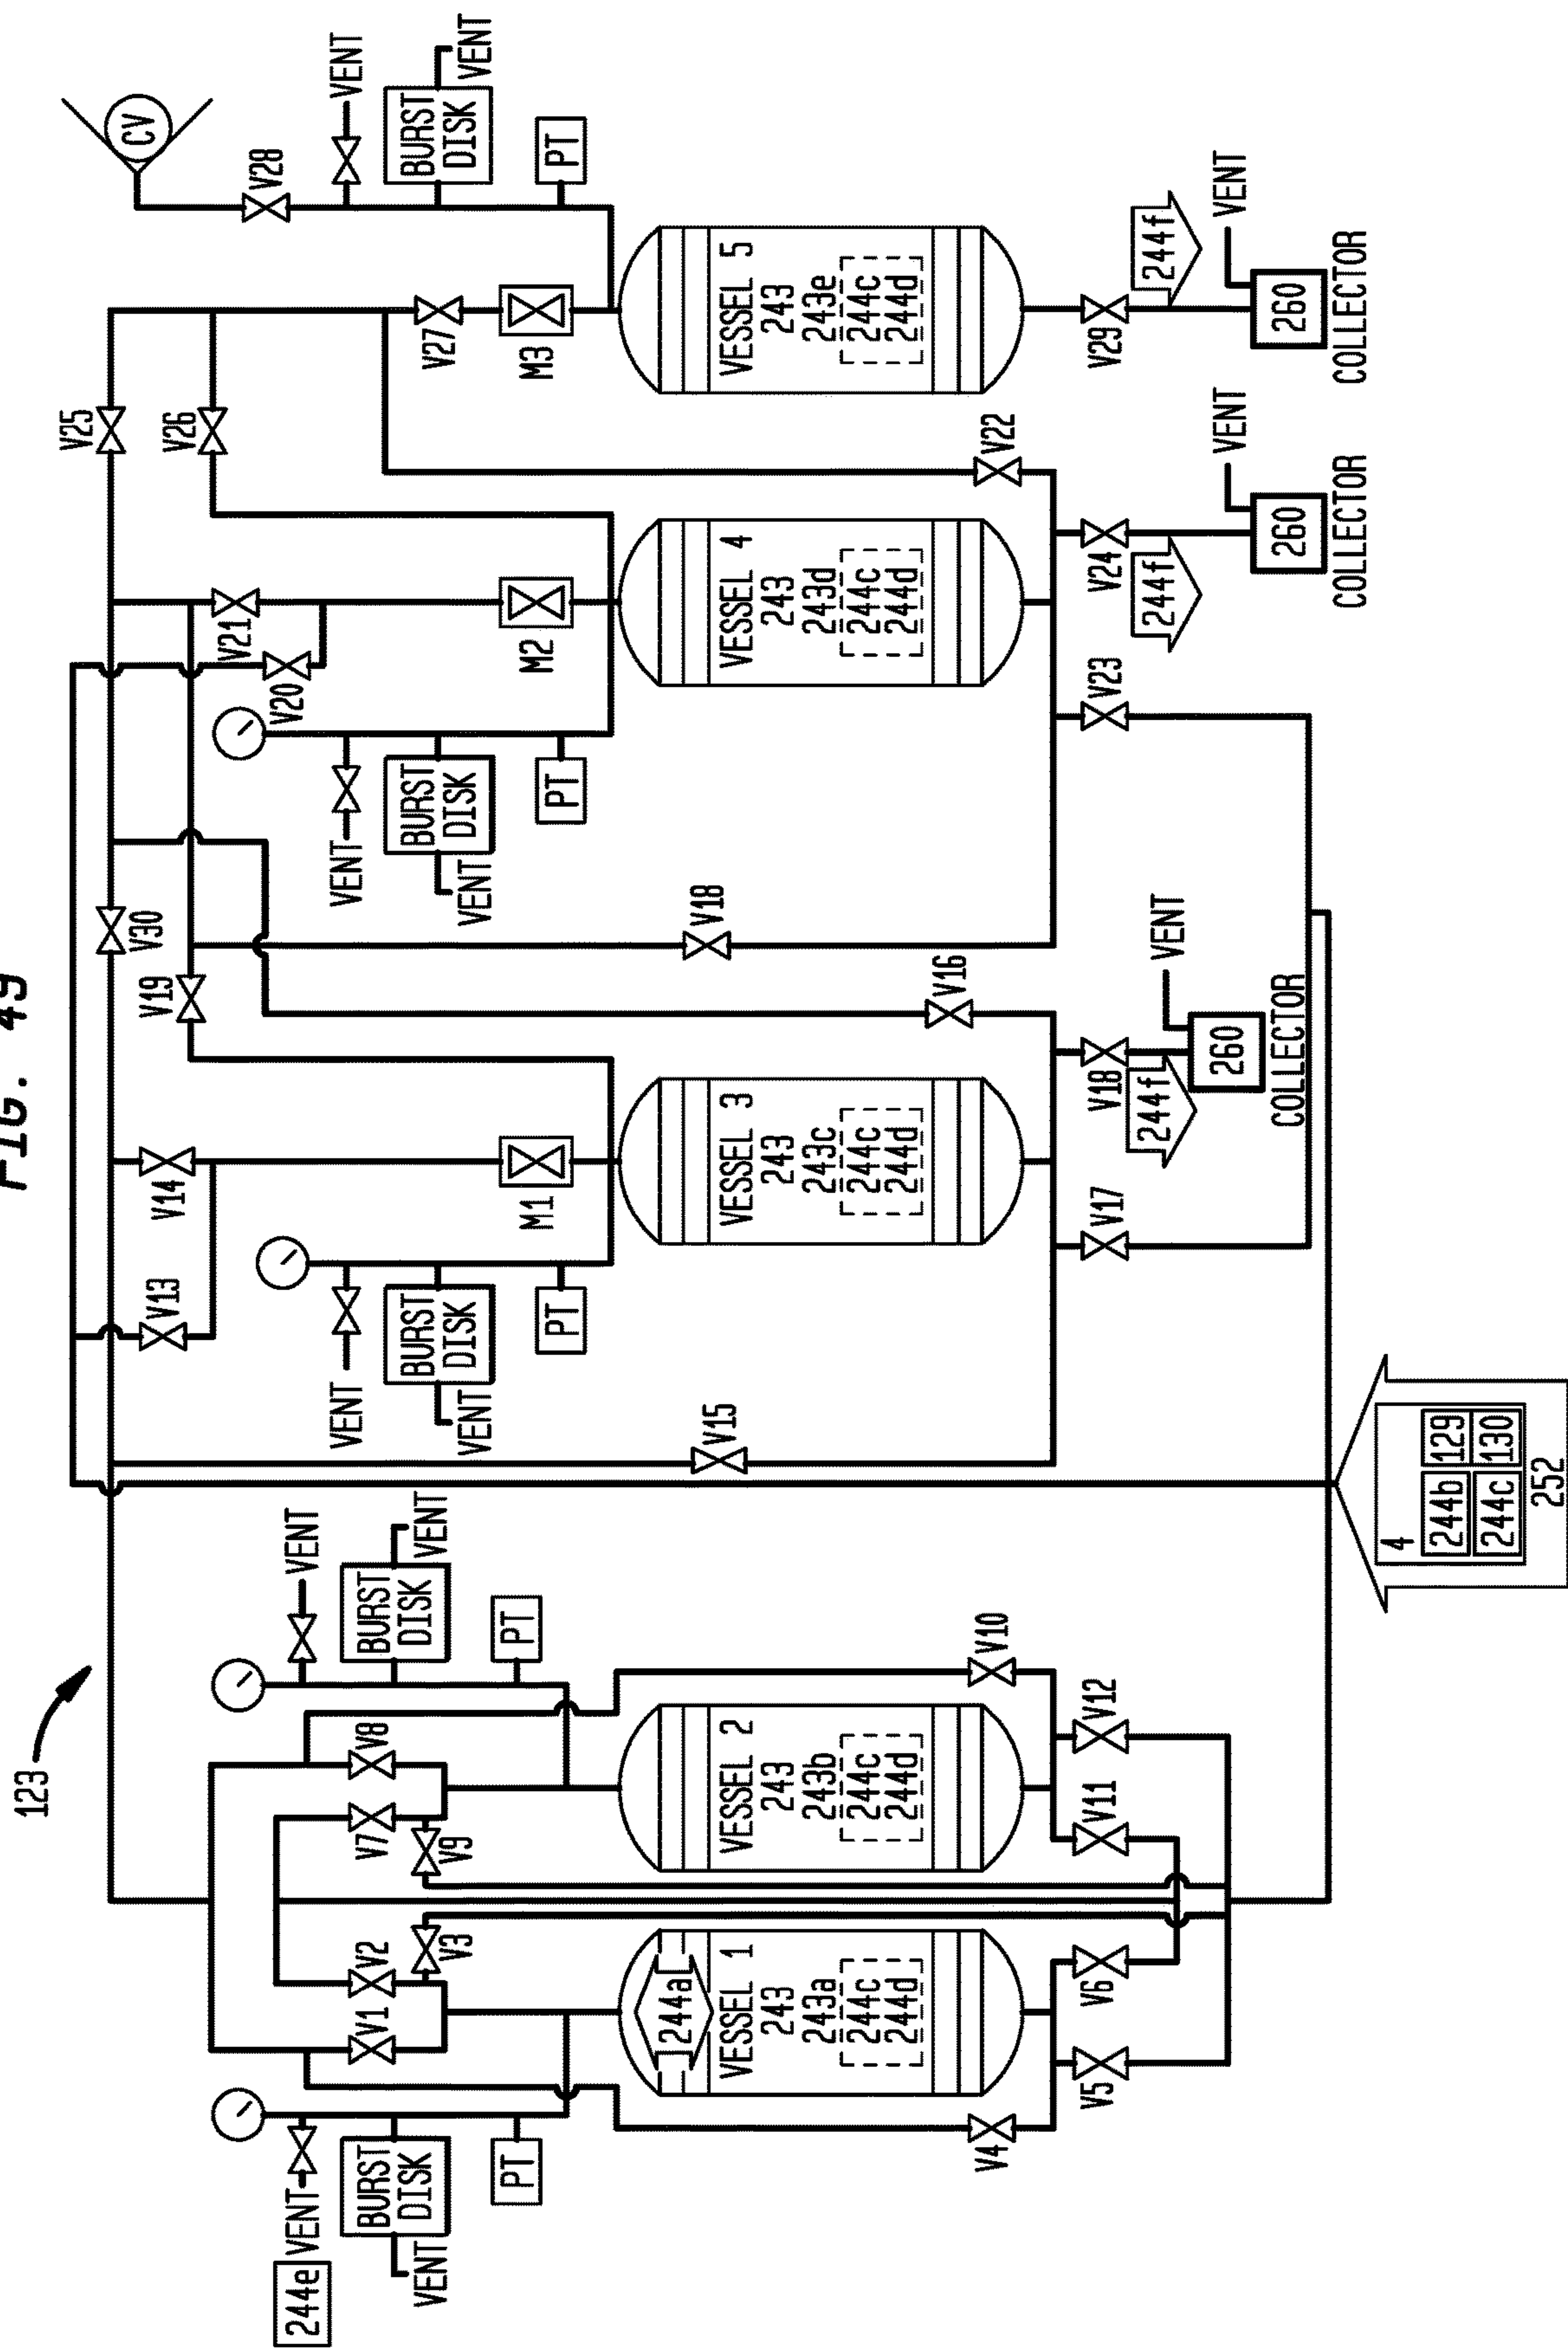 FIG. 49
123
CV
V28
VENT
BURST
DISK
VENT
PT
V25
V26
V27
M3
VESSEL 5
243
243e
244c
244d
V29
244f
VENT
260
COLLECTOR
V21
V20
M2
VENT
BURST
DISK
VENT
PT
VESSEL 4
243
243d
244c
244d
V22
V24
244f
VENT
260
COLLECTOR
V23
V30
V19
V18
V16
V14
V13
M1
VENT
BURST
DISK
VENT
PT
VESSEL 3
243
243c
244c
244d
V18
244f
VENT
260
COLLECTOR
V17
V15
4
244b
129
244c
130
252
VENT
BURST
DISK
VENT
PT
V8
V7
V9
V10
VESSEL 2
243
243b
244c
244d
V12
V11
V2
V1
V3
244a
VESSEL 1
243
243a
244c
244d
V6
V5
V4
244e
VENT
BURST
DISK
VENT
PT